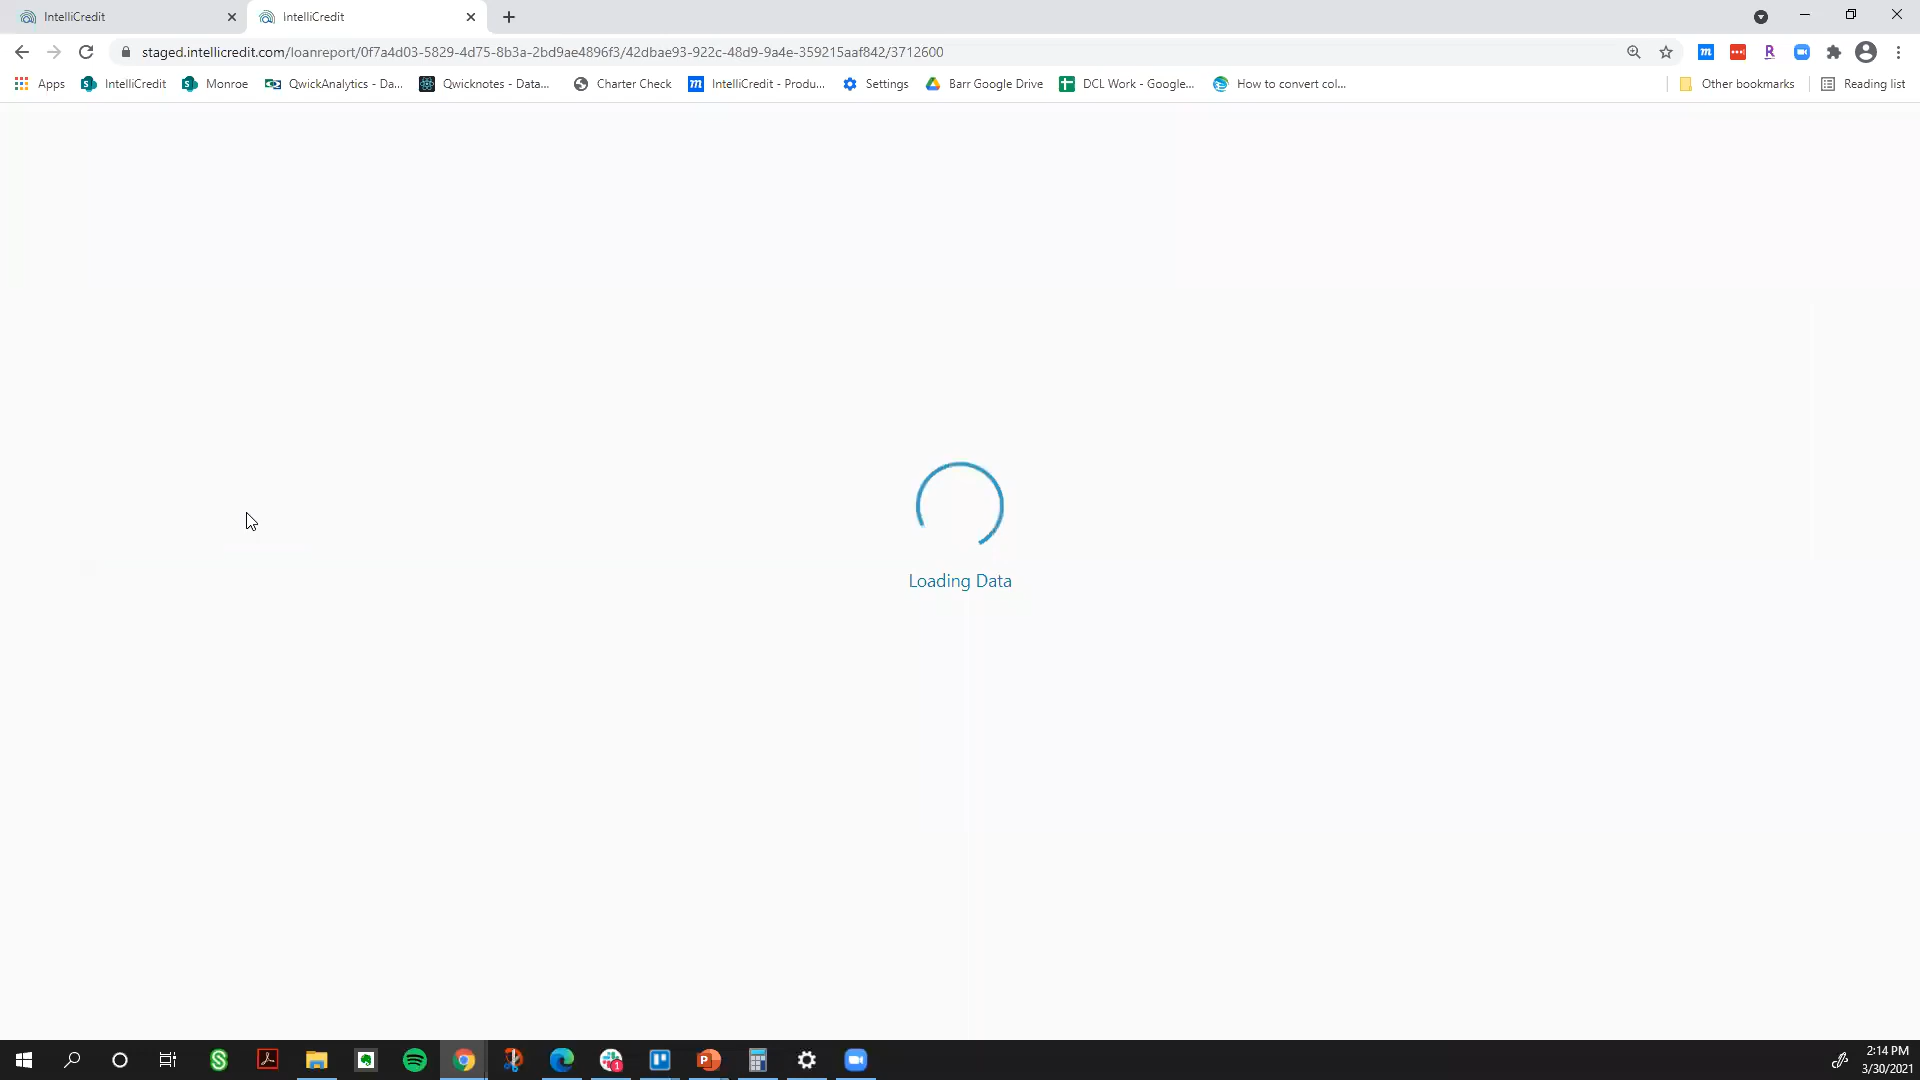 IntelliCredit
IntelliCredit
staged.intellicredit.com/loanreport/0f7a4d03-5829-4d75-8b3a-2bd9ae4896f3/42dbae93-922c-48d9-9a4e-359215aaf842/3712600
Apps IntelliCredit Monroe QwickAnalytics - Da... Qwicknotes - Data... Charter Check IntelliCredit - Produ... Settings Barr Google Drive DCL Work - Google... How to convert col... Other bookmarks Reading list
Loading Data
2:14 PM
3/30/2021